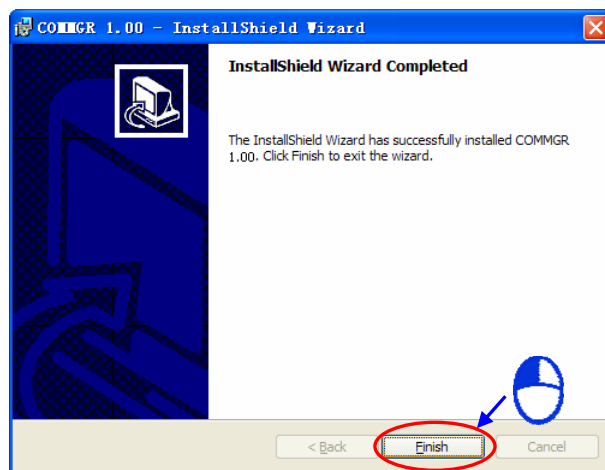 COMMGR 1.00 - InstallShield Wizard
InstallShield Wizard Completed
The InstallShield Wizard has successfully installed COMMGR
1.00. Click Finish to exit the wizard.
< Back
Finish
Cancel